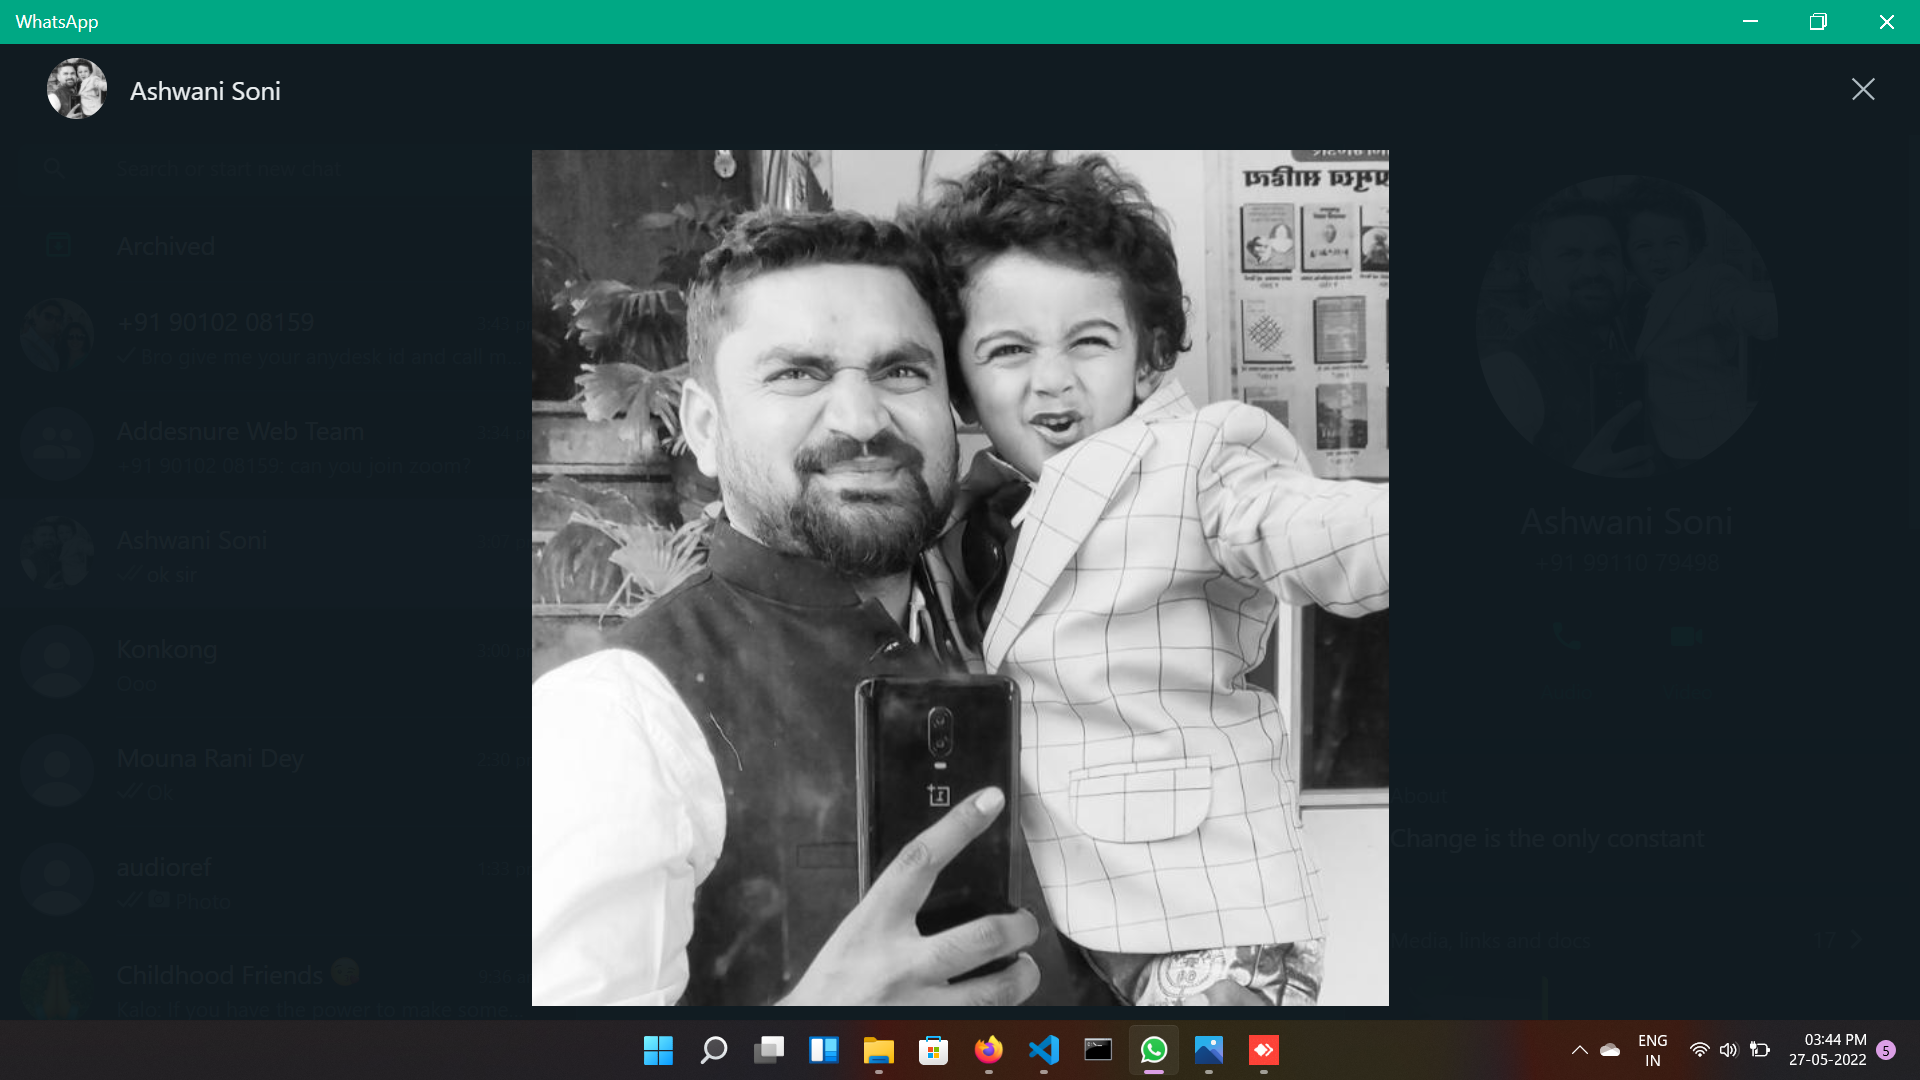 WhatsApp
Ashwani Soni
Search or start new chat
Archived
+91 90102 08159
Bro give me your anydesk id and call m...
Addesnure Web Team
+91 90102 08159: can you join zoom?
Ashwani Soni
ok sir
Konkong
Ooo
Mouna Rani Dey
Ok
audioref
Photo
Childhood Friends
Kalo: If you have the power to make some...
Ashwani Soni
+91 99110 79498
About
Change is the only constant
Media, links and docs
17
ENG
IN
03:44 PM
27-05-2022
5